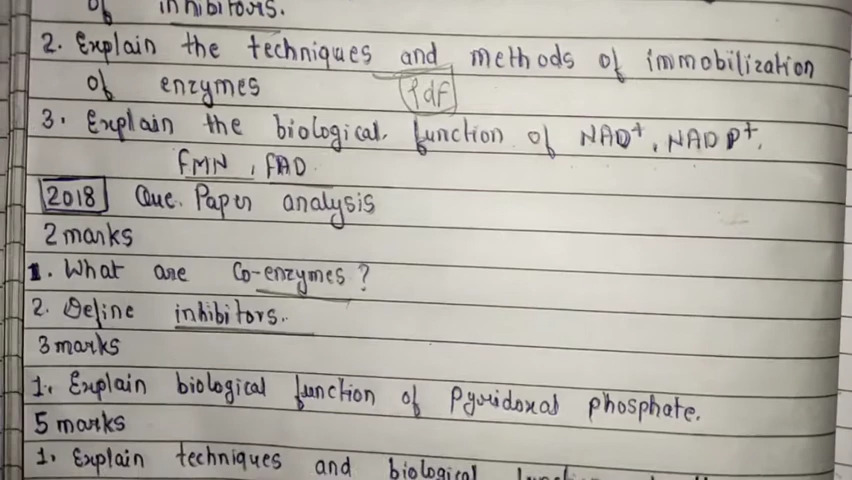 of inhibitors.
2. Explain the techniques and methods of immobilization
of enzymes Pdf
3. Explain the biological function of NAD+, NADP+,
FMN, FAD
2018 Que. Paper analysis
2 marks
1. What are Co-enzymes?
2. Define inhibitors.
3 marks
1. Explain biological function of Pyridoxal phosphate.
5 marks
1. Explain techniques and biological